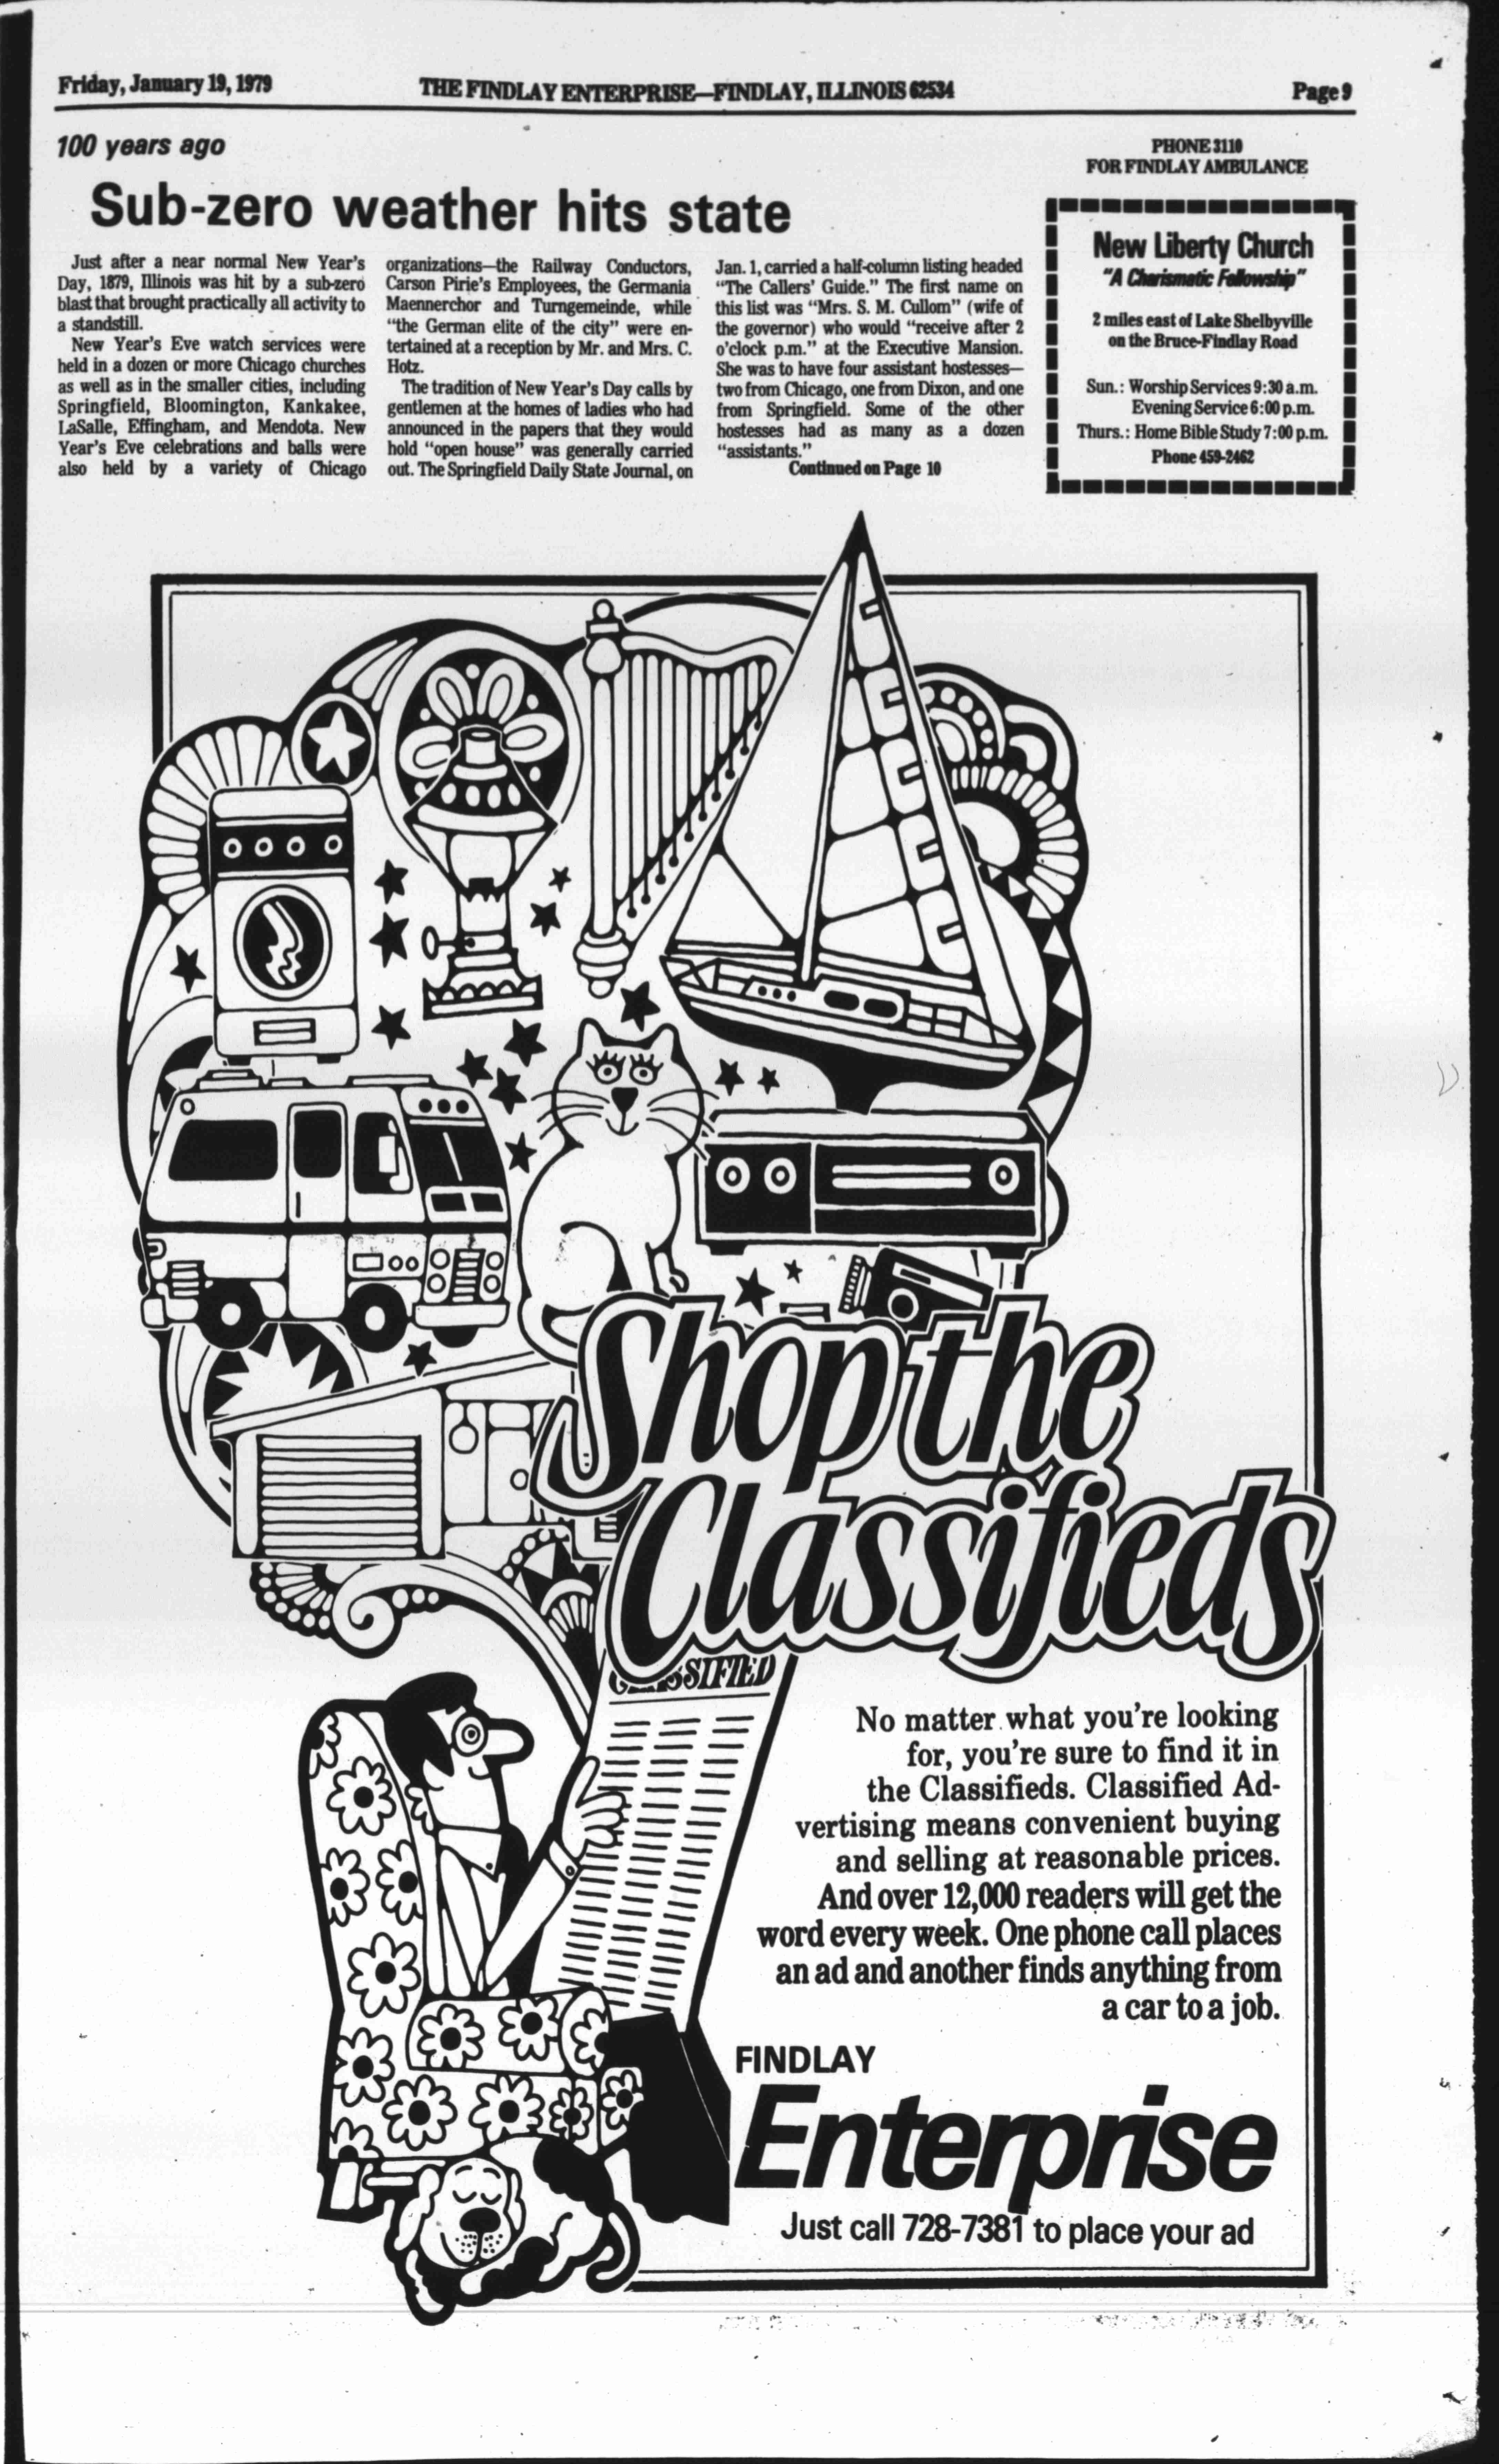 Friday, January 19, 1979
THE FINDLAY ENTERPRISE—FINDLAY, ILLINOIS 62534
Page 9
100 years ago
Sub-zero weather hits state
Just after a near normal New Year's
Day, 1879, Illinois was hit by a sub-zero
blast that brought practically all activity to
a standstill.
New Year's Eve watch services were
held in a dozen or more Chicago churches
as well as in the smaller cities, including
Springfield, Bloomington, Kankakee,
LaSalle, Effingham, and Mendota. New
Year's Eve celebrations and balls were
also held by a variety of Chicago
organizations—the Railway Conductors,
Carson Pirie's Employees, the Germania
Maennerchor and Turngemeinde, while
"the German elite of the city" were en-
tertained at a reception by Mr. and Mrs. C.
Hotz.
The tradition of New Year's Day calls by
gentlemen at the homes of ladies who had
announced in the papers that they would
hold "open house" was generally carried
out. The Springfield Daily State Journal, on
Jan. 1, carried a half-column listing headed
"The Callers' Guide." The first name on
this list was "Mrs. S. M. Cullom" (wife of
the governor) who would "receive after 2
o'clock p.m." at the Executive Mansion.
She was to have four assistant hostesses—
two from Chicago, one from Dixon, and one
from Springfield. Some of the other
hostesses had as many as a dozen
"assistants."
Continued on Page 10
PHONE 3110
FOR FINDLAY AMBULANCE
New Liberty Church
"A Charismatic Fellowship"
2 miles east of Lake Shelbyville
on the Bruce-Findlay Road
Sun.: Worship Services 9:30 a.m.
Evening Service 6:00 p.m.
Thurs.: Home Bible Study 7:00 p.m.
Phone 459-2462
Shop the
Classifieds
CLASSIFIED
No matter what you're looking
for, you're sure to find it in
the Classifieds. Classified Ad-
vertising means convenient buying
and selling at reasonable prices.
And over 12,000 readers will get the
word every week. One phone call places
an ad and another finds anything from
a car to a job.
FINDLAY
Enterprise
Just call 728-7381 to place your ad